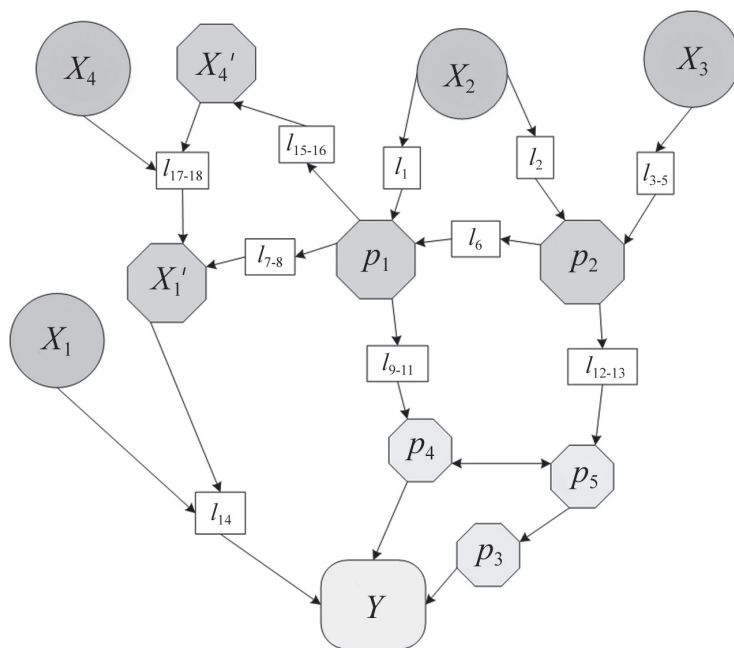 X₄
X₄'
X₂
X₃
l₁₅₋₁₆
l₁
l₂
l₁₇₋₁₈
l₃₋₅
p₁
l₆
p₂
X₁'
l₇₋₈
X₁
l₉₋₁₁
l₁₂₋₁₃
p₄
p₅
l₁₄
p₃
Y